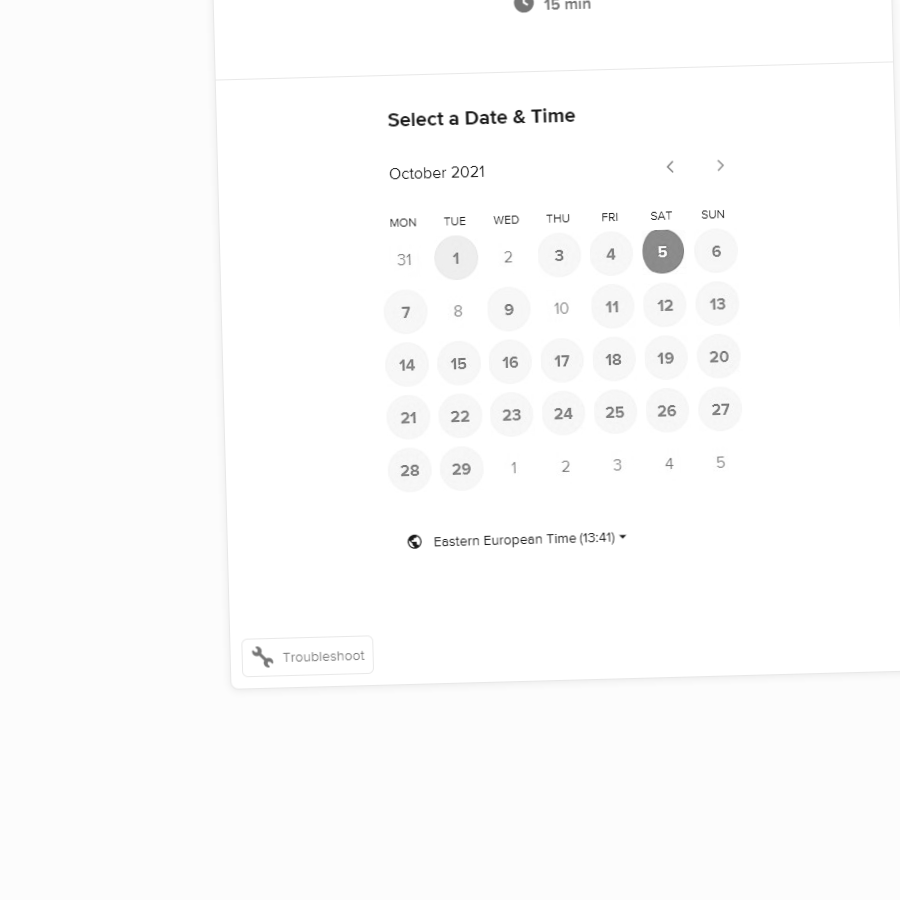 15 min
Select a Date & Time
October 2021
MON TUE WED THU FRI SAT SUN
31 1 2 3 4 5 6
7 8 9 10 11 12 13
14 15 16 17 18 19 20
21 22 23 24 25 26 27
28 29 1 2 3 4 5
Eastern European Time (13:41)
Troubleshoot